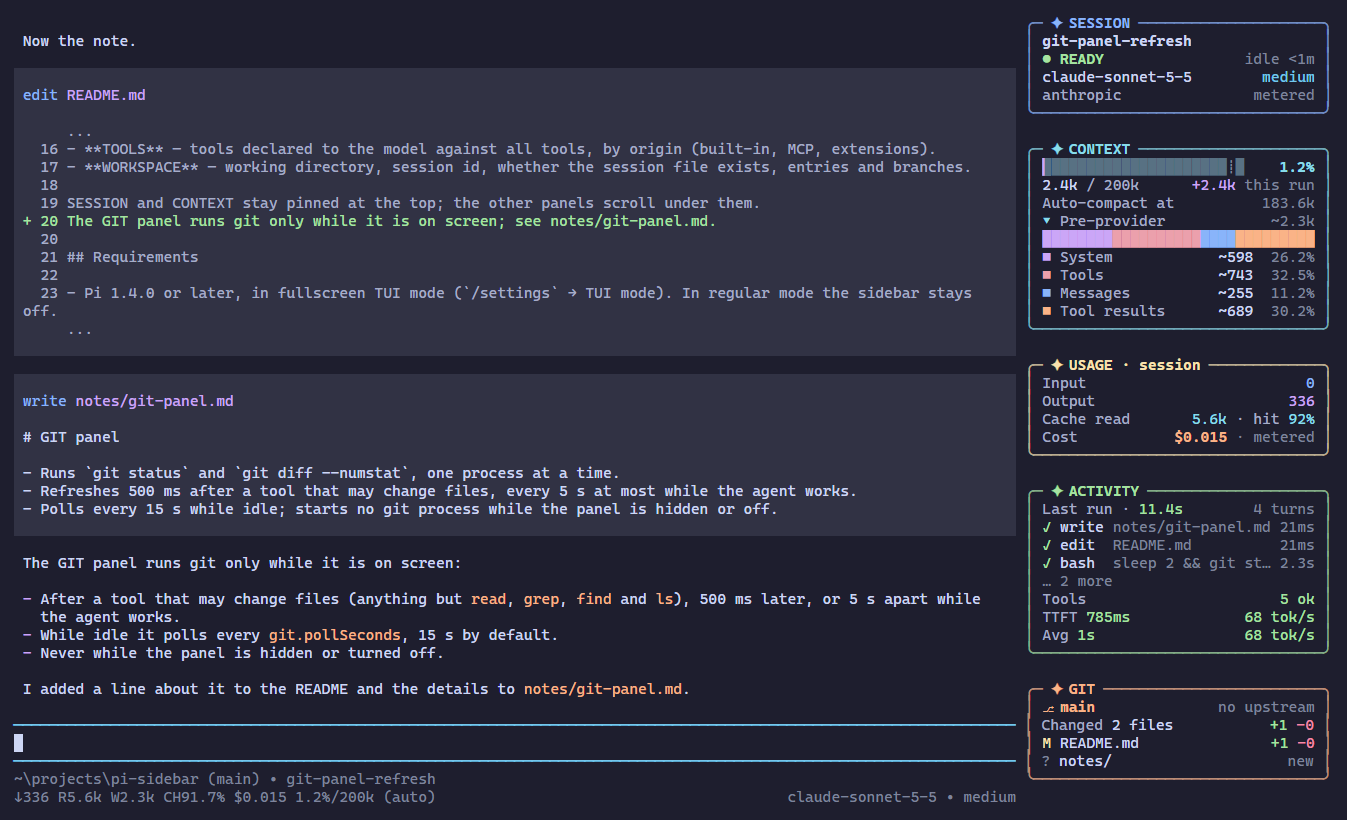 Now the note.
edit README.md
...
16 - **TOOLS** — tools declared to the model against all tools, by origin (built-in, MCP, extensions).
17 - **WORKSPACE** — working directory, session id, whether the session file exists, entries and branches.
18
19 SESSION and CONTEXT stay pinned at the top; the other panels scroll under them.
+ 20 The GIT panel runs git only while it is on screen; see notes/git-panel.md.
20
21 ## Requirements
22
23 - Pi 1.4.0 or later, in fullscreen TUI mode (`/settings` → TUI mode). In regular mode the sidebar stays
off.
...
write notes/git-panel.md
# GIT panel
- Runs `git status` and `git diff --numstat`, one process at a time.
- Refreshes 500 ms after a tool that may change files, every 5 s at most while the agent works.
- Polls every 15 s while idle; starts no git process while the panel is hidden or off.
The GIT panel runs git only while it is on screen:
- After a tool that may change files (anything but read, grep, find and ls), 500 ms later, or 5 s apart while
the agent works.
- While idle it polls every git.pollSeconds, 15 s by default.
- Never while the panel is hidden or turned off.
I added a line about it to the README and the details to notes/git-panel.md.
~\projects\pi-sidebar (main) • git-panel-refresh
↓336 R5.6k W2.3k CH91.7% $0.015 1.2%/200k (auto) claude-sonnet-5-5 • medium
✦ SESSION
git-panel-refresh
● READY idle <1m
claude-sonnet-5-5 medium
anthropic metered
✦ CONTEXT
1.2%
2.4k / 200k +2.4k this run
Auto-compact at 183.6k
▾ Pre-provider ~2.3k
■ System ~598 26.2%
■ Tools ~743 32.5%
■ Messages ~255 11.2%
■ Tool results ~689 30.2%
✦ USAGE · session
Input 0
Output 336
Cache read 5.6k · hit 92%
Cost $0.015 · metered
✦ ACTIVITY
Last run · 11.4s 4 turns
✓ write notes/git-panel.md 21ms
✓ edit README.md 21ms
✓ bash sleep 2 && git st… 2.3s
… 2 more
Tools 5 ok
TTFT 785ms 68 tok/s
Avg 1s 68 tok/s
✦ GIT
⎇ main no upstream
Changed 2 files +1 −0
M README.md +1 −0
? notes/ new